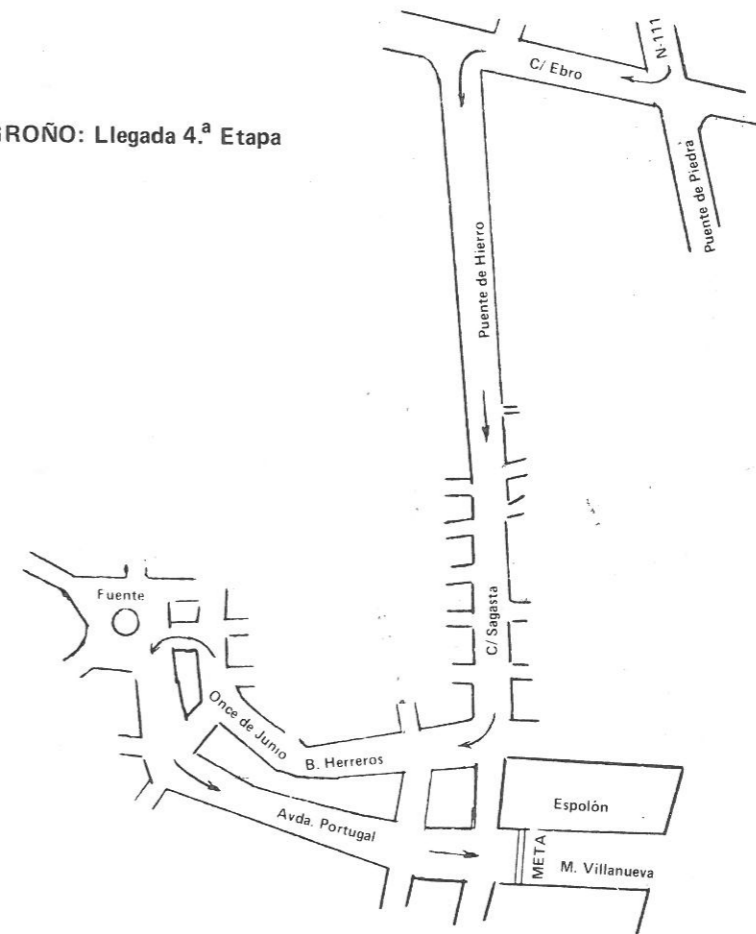 GROÑO: Llegada 4.ª Etapa
N-111
C/ Ebro
Puente de Piedra
Puente de Hierro
C/ Sagasta
Fuente
Once de Junio
B. Herreros
Avda. Portugal
Espolón
META
M. Villanueva